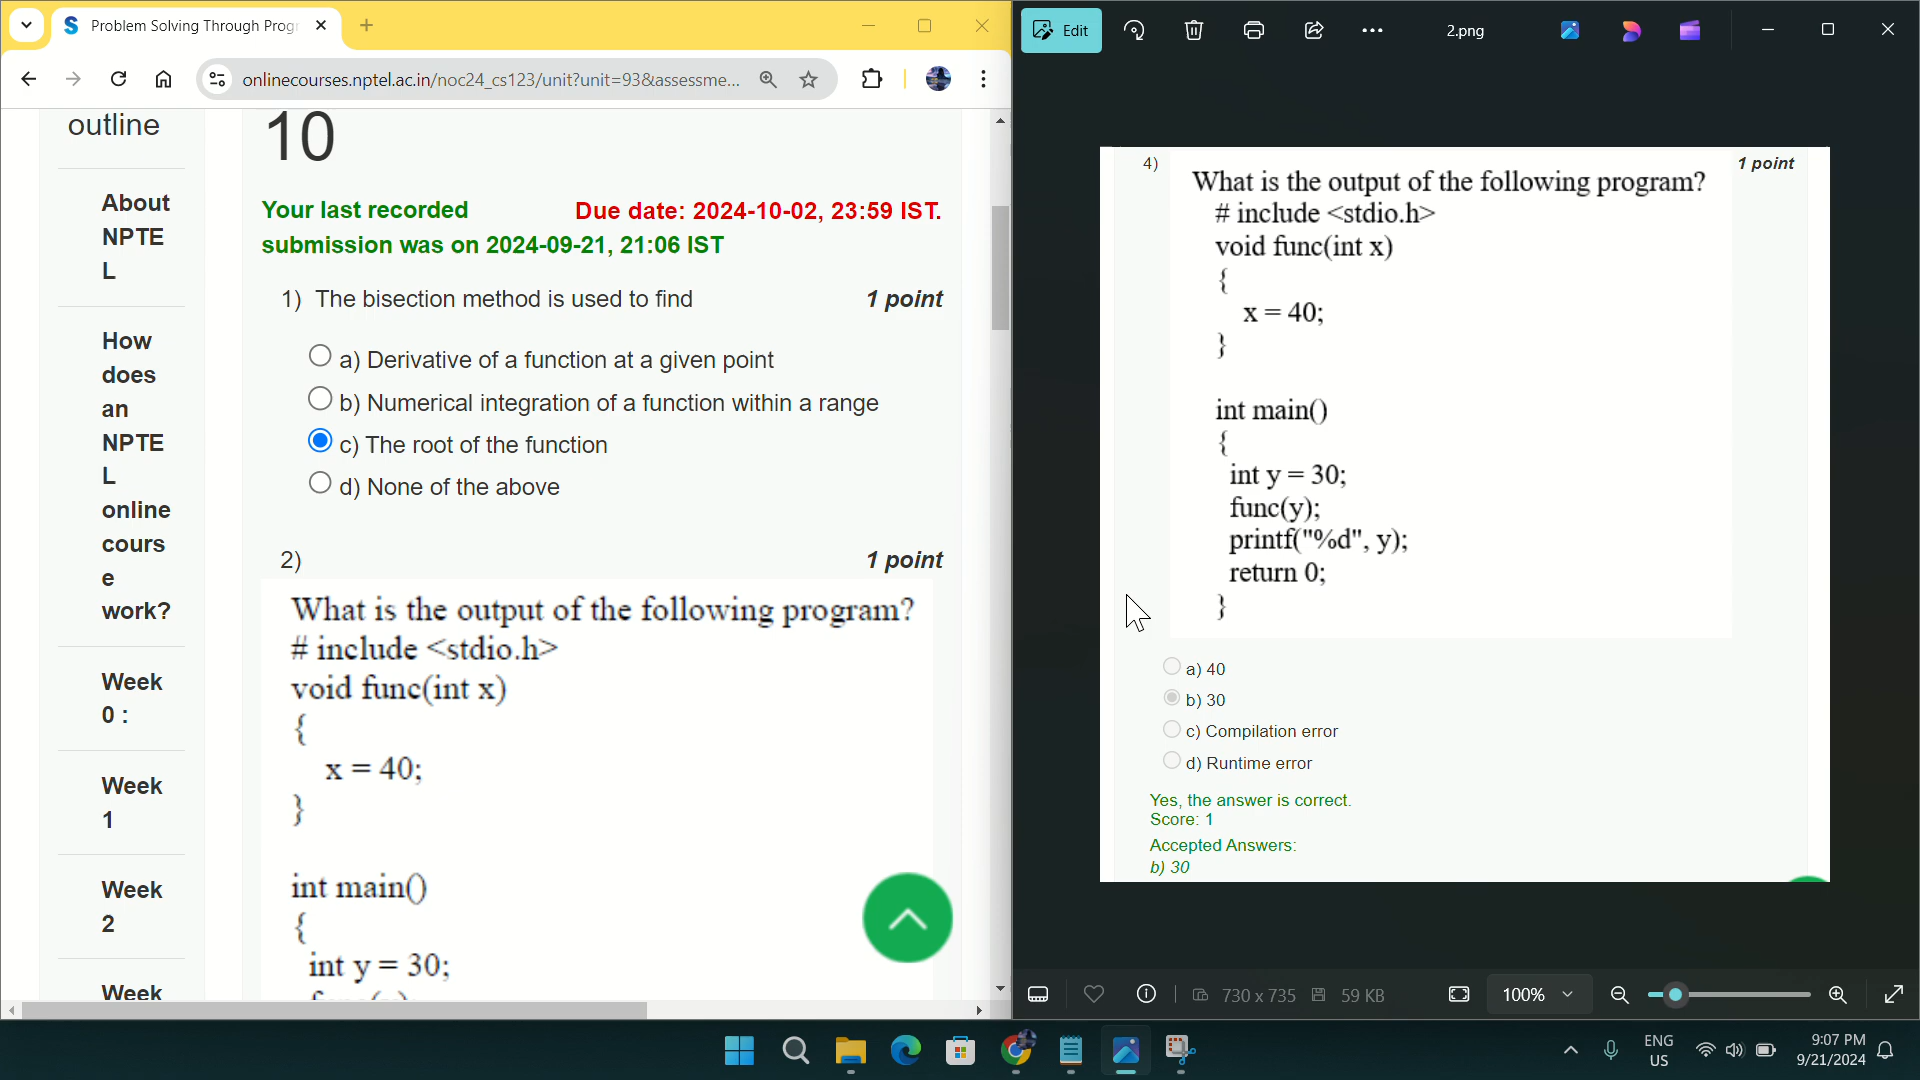 Problem Solving Through Progr
onlinecourses.nptel.ac.in/noc24_cs123/unit?unit=93&assessme...
outline
About
NPTE
L
How
does
an
NPTE
L
online
cours
e
work?
Week
0 :
Week
1
Week
2
Week
10
Your last recorded
submission was on 2024-09-21, 21:06 IST
Due date: 2024-10-02, 23:59 IST.
1) The bisection method is used to find
1 point
a) Derivative of a function at a given point
b) Numerical integration of a function within a range
c) The root of the function
d) None of the above
2)
1 point
What is the output of the following program?
# include <stdio.h>
void func(int x)
{
x = 40;
}
int main()
{
int y = 30;
Edit
2.png
4)
1 point
What is the output of the following program?
# include <stdio.h>
void func(int x)
{
x = 40;
}
int main()
{
int y = 30;
func(y);
printf("%d", y);
return 0;
}
a) 40
b) 30
c) Compilation error
d) Runtime error
Yes, the answer is correct.
Score: 1
Accepted Answers:
b) 30
730 x 735
59 KB
100%
ENG
US
9:07 PM
9/21/2024